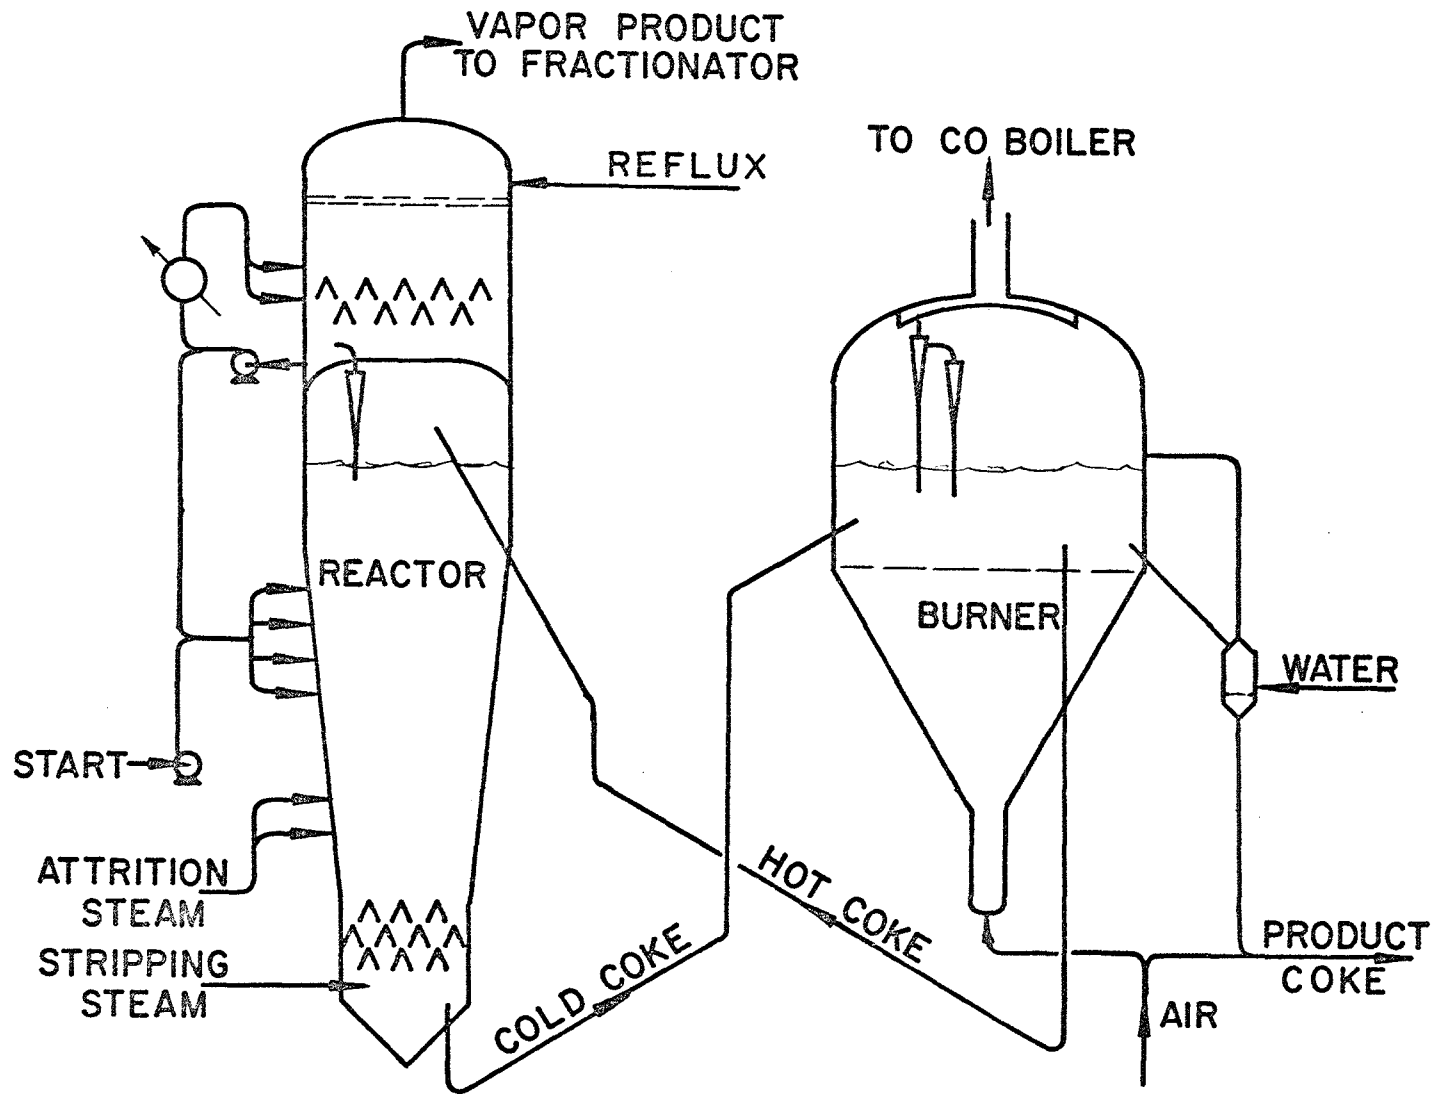 VAPOR PRODUCT
TO FRACTIONATOR
TO CO BOILER
REFLUX
REACTOR
BURNER
WATER
START
ATTRITION
STEAM
HOT COKE
STRIPPING
STEAM
COLD COKE
PRODUCT
COKE
AIR